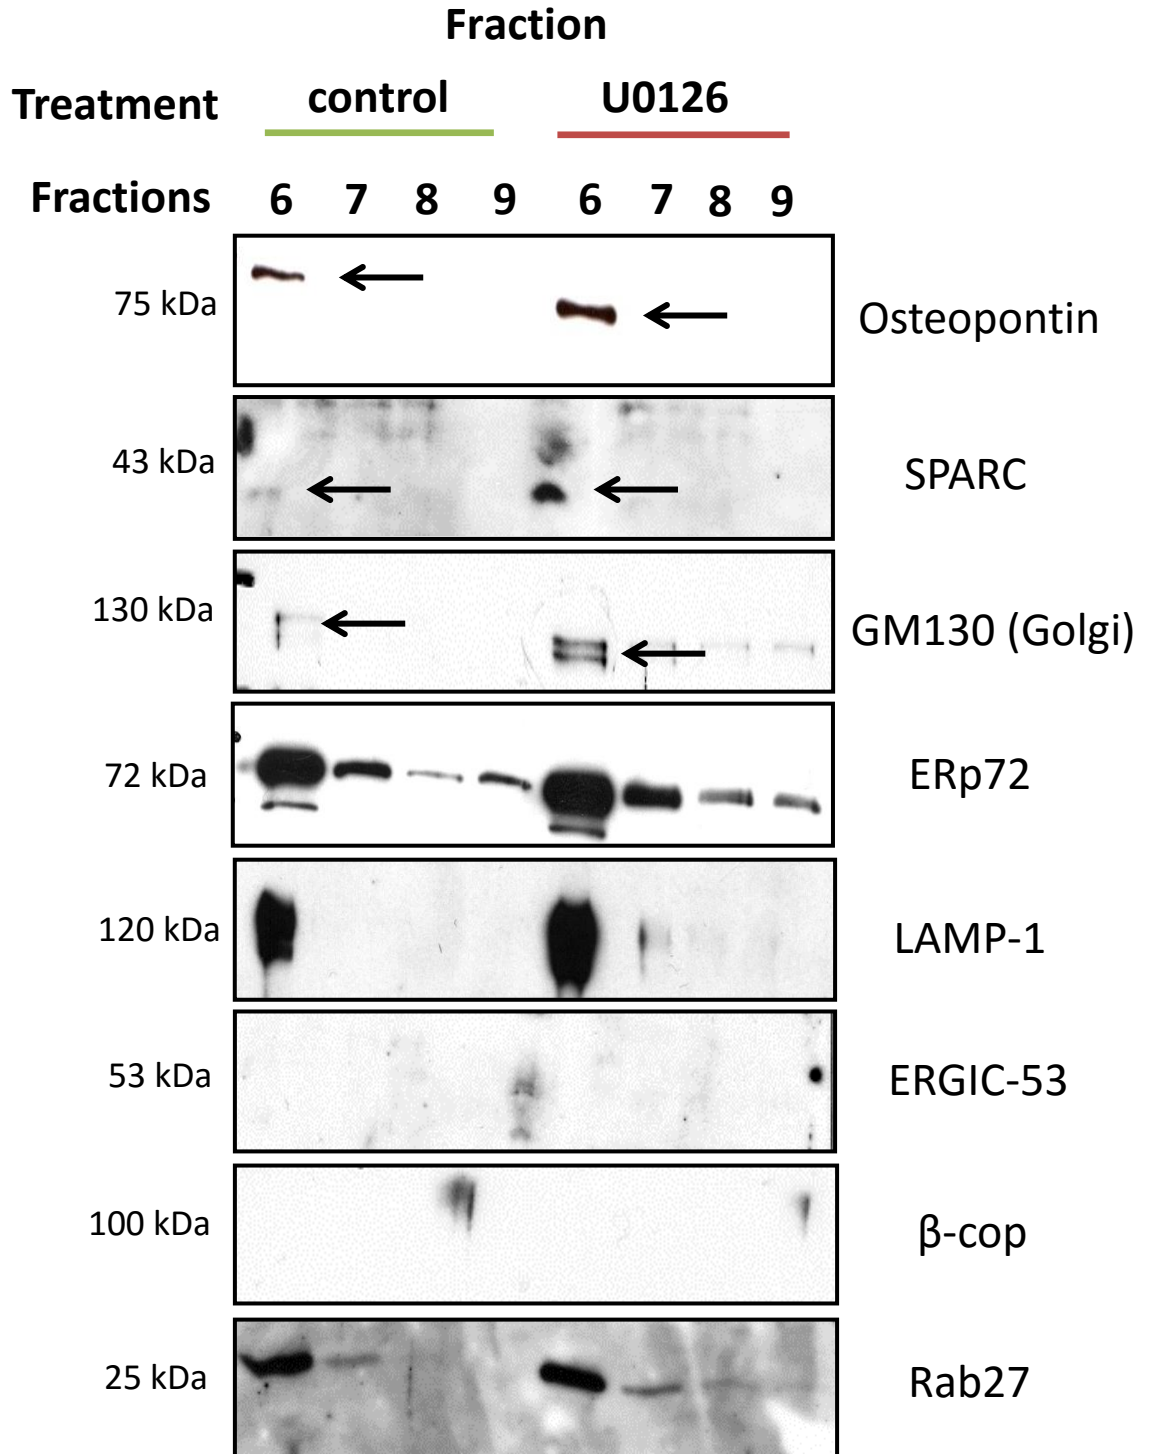 Fraction
Treatment control U0126
Fractions 6 7 8 9 6 7 8 9
75 kDa Osteopontin
43 kDa SPARC
130 kDa GM130 (Golgi)
72 kDa ERp72
120 kDa LAMP-1
53 kDa ERGIC-53
100 kDa β-cop
25 kDa Rab27